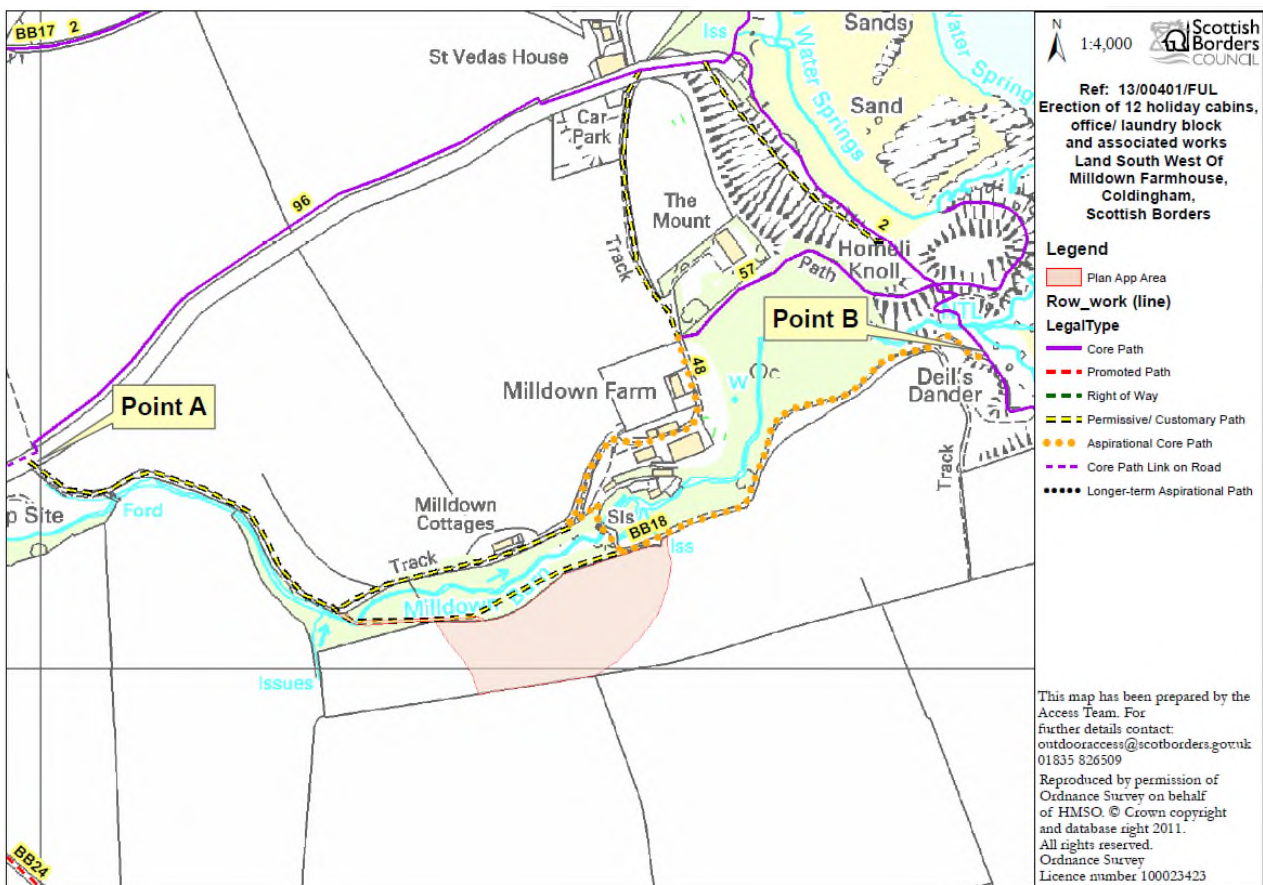 BB17 2
St Vedas House
Iss
Water Springs
Sands
Water Springs
Sand
Car
Park
96
The
Mount
Track
2
Homeli
Knoll
57
Path
Point B
NTL
48
Milldown Farm
W
Deil's
Dander
Point A
Track
p Site
Ford
Milldown
Cottages
Sls
BB18
Iss
Track
Milldown Burn
Issues
BB24
N
1:4,000
Scottish
Borders
COUNCIL
Ref: 13/00401/FUL
Erection of 12 holiday cabins,
office/ laundry block
and associated works
Land South West Of
Milldown Farmhouse,
Coldingham,
Scottish Borders
Legend
Plan App Area
Row_work (line)
LegalType
Core Path
Promoted Path
Right of Way
Permissive/ Customary Path
Aspirational Core Path
Core Path Link on Road
Longer-term Aspirational Path
This map has been prepared by the
Access Team. For
further details contact:
outdooraccess@scotborders.gov.uk
01835 826509
Reproduced by permission of
Ordnance Survey on behalf
of HMSO. © Crown copyright
and database right 2011.
All rights reserved.
Ordnance Survey
Licence number 100023423